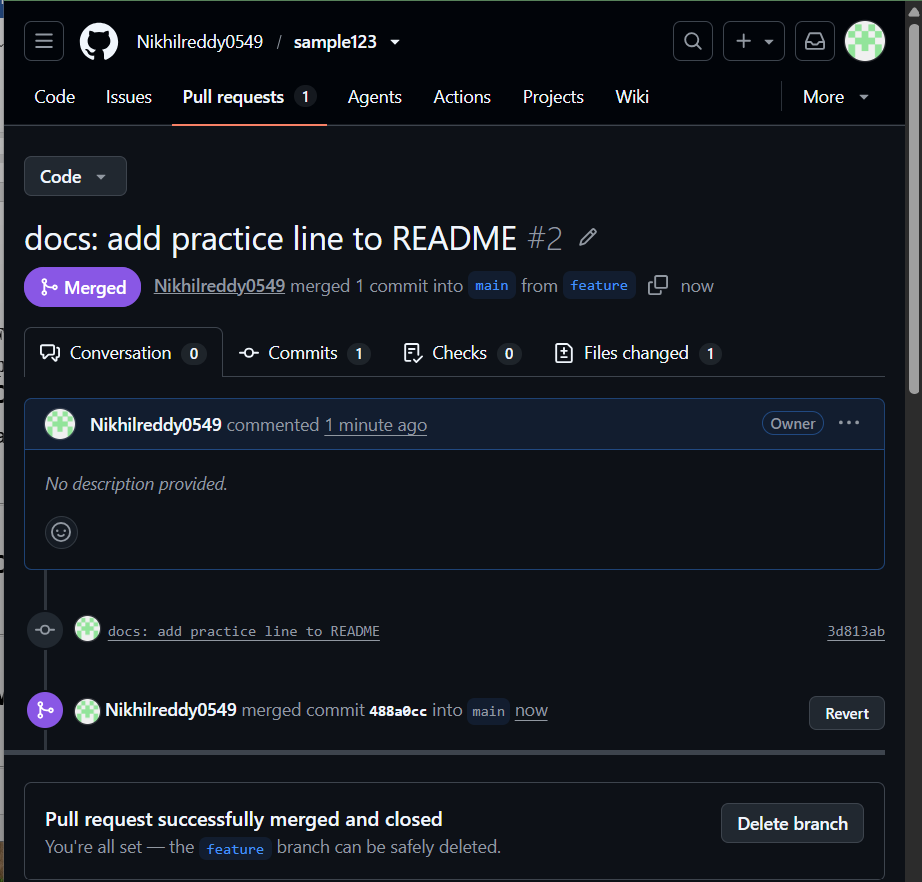 Nikhilreddy0549 / sample123
Code Issues Pull requests 1 Agents Actions Projects Wiki More
Code
docs: add practice line to README #2
Merged Nikhilreddy0549 merged 1 commit into main from feature now
Conversation 0 Commits 1 Checks 0 Files changed 1
Nikhilreddy0549 commented 1 minute ago Owner
No description provided.
docs: add practice line to README 3d813ab
Nikhilreddy0549 merged commit 488a0cc into main now Revert
Pull request successfully merged and closed
You're all set — the feature branch can be safely deleted.
Delete branch